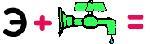 Э + =